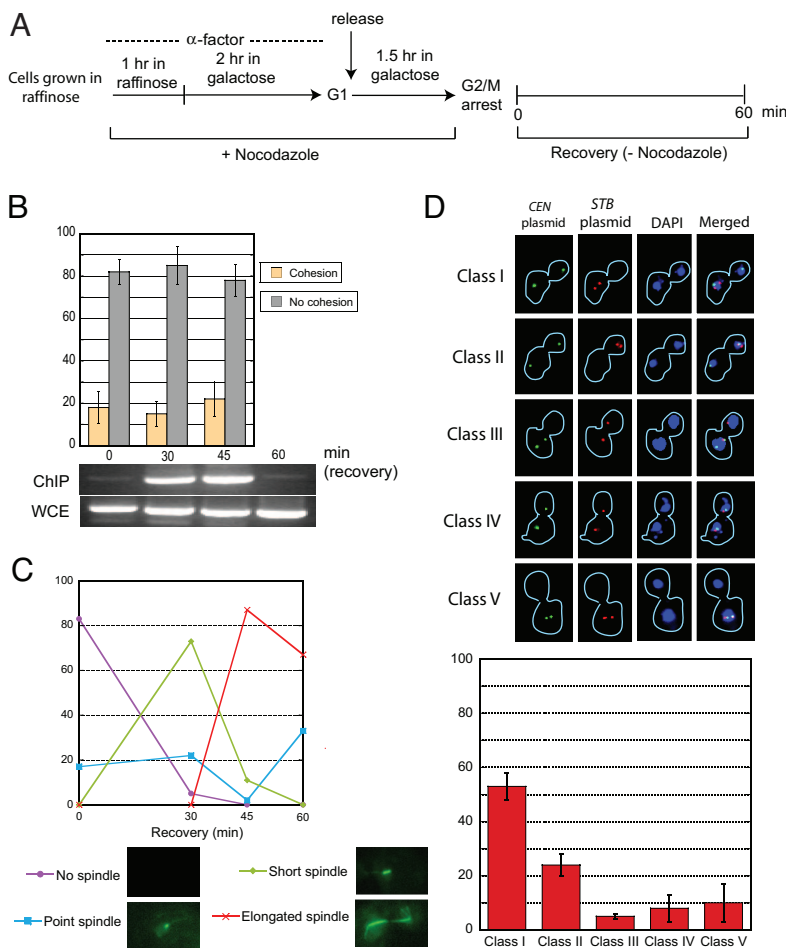 A
release
α-factor
1 hr in
raffinose
2 hr in
galactose
1.5 hr in
galactose
Cells grown in
raffinose
G1
G2/M
arrest
0
60
min
+ Nocodazole
Recovery (- Nocodazole)
B
100
80
60
40
20
0
Cohesion
No cohesion
0
30
45
60
min
(recovery)
ChIP
WCE
C
100
80
60
40
20
0
0
30
45
60
Recovery (min)
No spindle
Short spindle
Point spindle
Elongated spindle
D
CEN
plasmid
STB
plasmid
DAPI
Merged
Class I
Class II
Class III
Class IV
Class V
100
80
60
50
40
20
10
0
Class I
Class II
Class III
Class IV
Class V